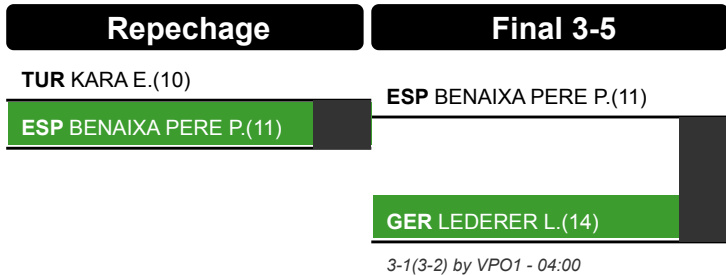 Repechage
TUR KARA E.(10)
ESP BENAIXA PERE P.(11)
Final 3-5
ESP BENAIXA PERE P.(11)
GER LEDERER L.(14)
3-1(3-2) by VPO1 - 04:00